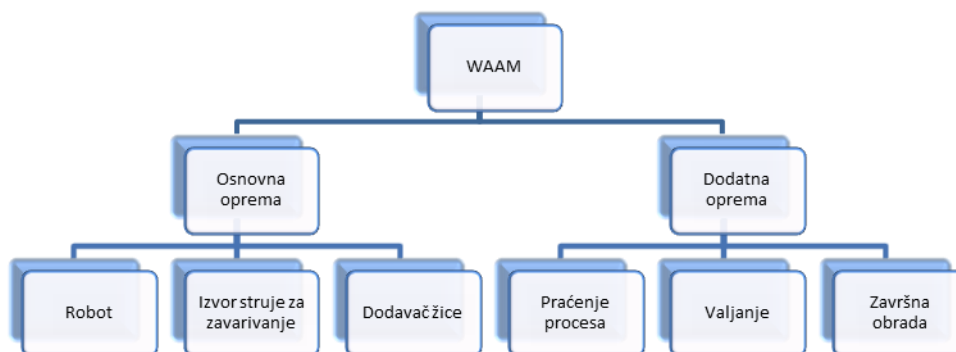 WAAM
Osnovna
oprema
Dodatna
oprema
Robot
Izvor struje za
zavarivanje
Dodavač žice
Praćenje
procesa
Valjanje
Završna
obrada